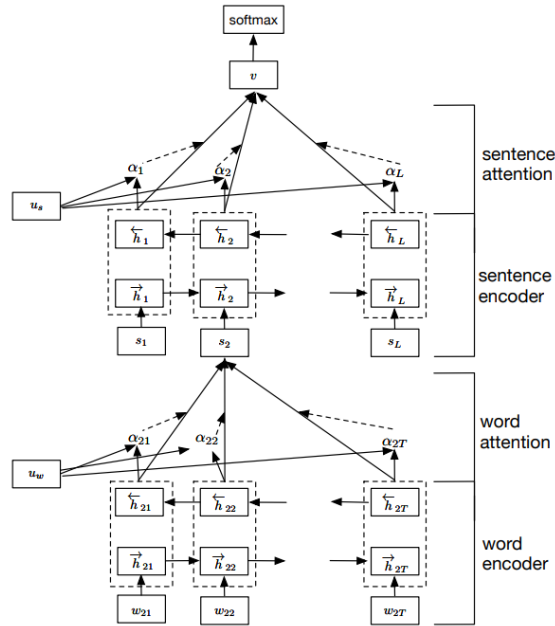 softmax
v
α1 α2 αL
sentence
attention
us
←h1 ←h2 ←hL
sentence
encoder
→h1 →h2 →hL
s1 s2 sL
α21 α22 α2T
word
attention
uw
←h21 ←h22 ←h2T
word
encoder
→h21 →h22 →h2T
w21 w22 w2T